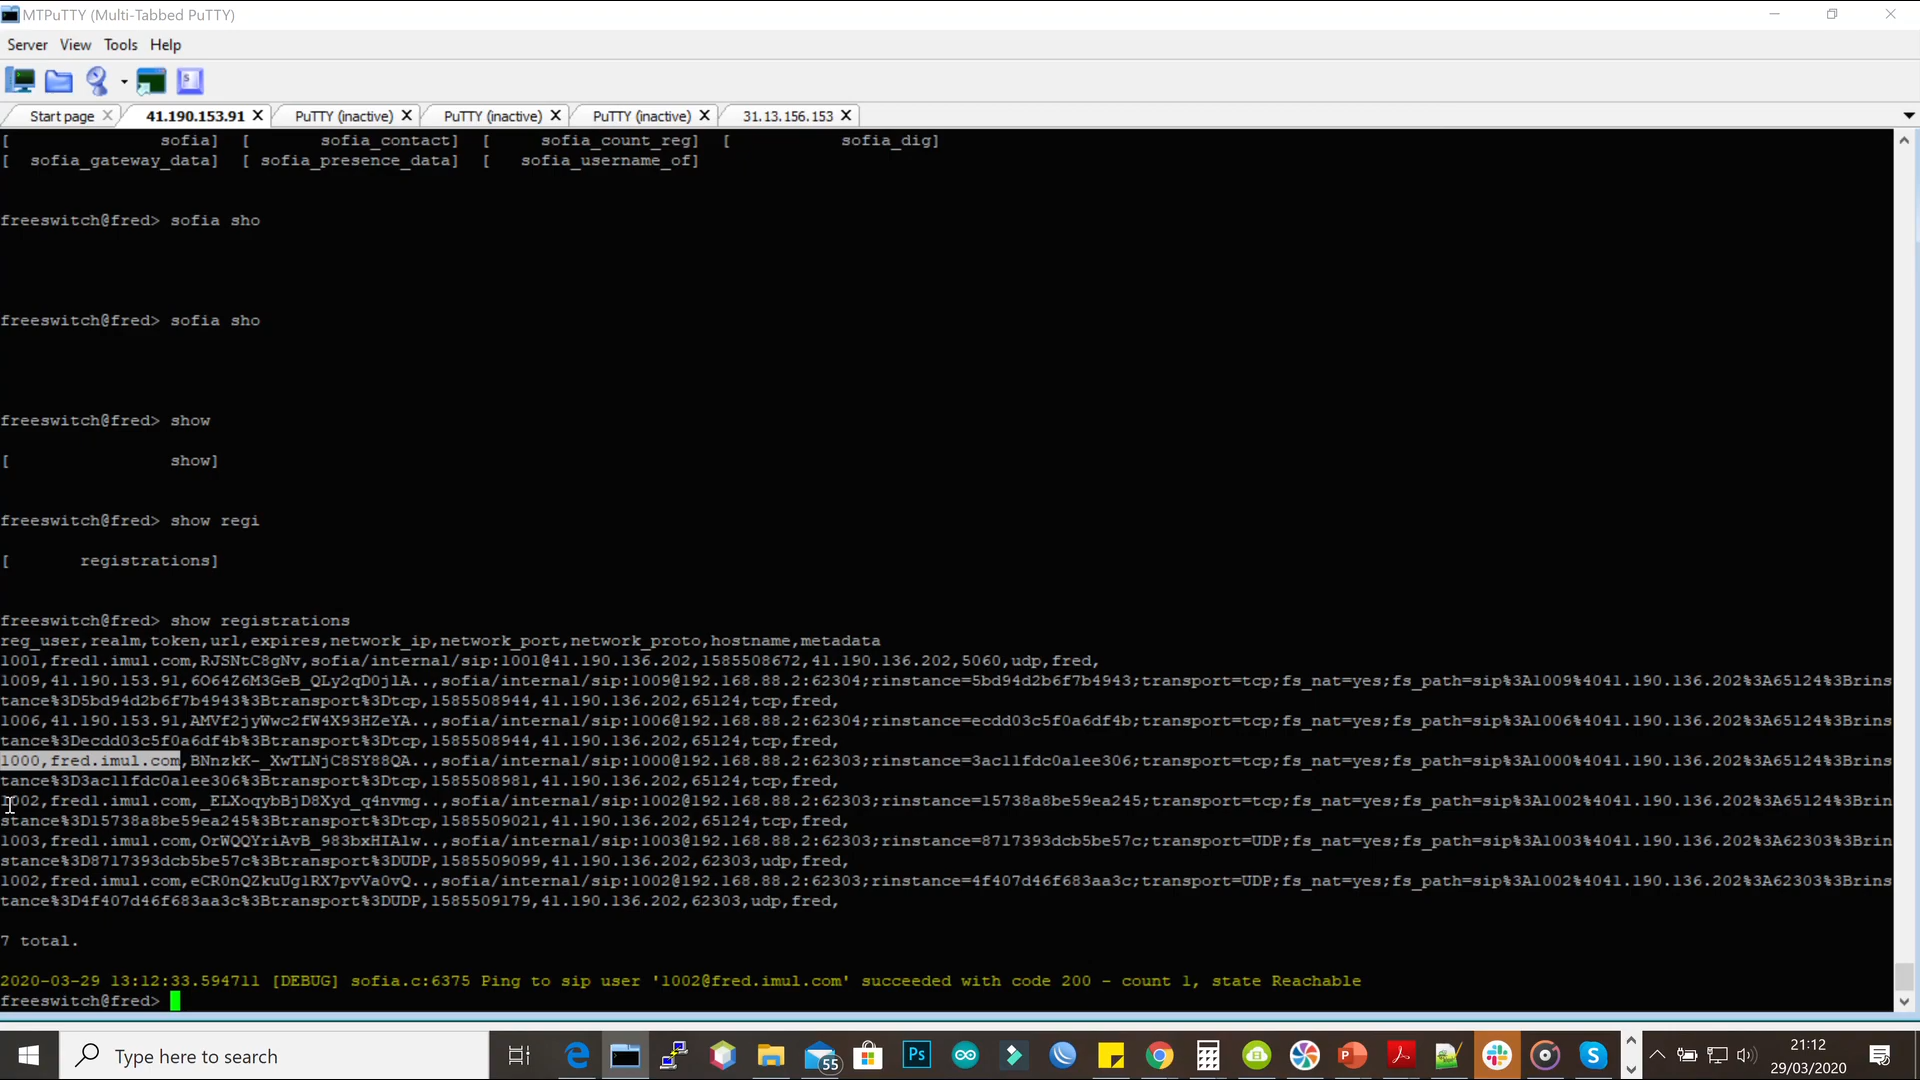 MTPuTTY (Multi-Tabbed PuTTY)
Server View Tools Help
Start page 41.190.153.91 PuTTY (inactive) PuTTY (inactive) PuTTY (inactive) 31.13.156.153
[ sofia] [ sofia_contact] [ sofia_count_reg] [ sofia_dig]
[ sofia_gateway_data] [ sofia_presence_data] [ sofia_username_of]
freeswitch@fred> sofia sho
freeswitch@fred> sofia sho
freeswitch@fred> show
[ show]
freeswitch@fred> show regi
[ registrations]
freeswitch@fred> show registrations
reg_user,realm,token,url,expires,network_ip,network_port,network_proto,hostname,metadata
1001,fred1.imul.com,RJSNtC8gNv,sofia/internal/sip:1001@41.190.136.202,1585508672,41.190.136.202,5060,udp,fred,
1009,41.190.153.91,6O64Z6M3GeB_QLy2qD0jlA..,sofia/internal/sip:1009@192.168.88.2:62304;rinstance=5bd94d2b6f7b4943;transport=tcp;fs_nat=yes;fs_path=sip%3A1009%4041.190.136.202%3A65124%3Brins
tance%3D5bd94d2b6f7b4943%3Btransport%3Dtcp,1585508944,41.190.136.202,65124,tcp,fred,
1006,41.190.153.91,AMVf2jyWwc2fW4X93HZeYA..,sofia/internal/sip:1006@192.168.88.2:62304;rinstance=ecdd03c5f0a6df4b;transport=tcp;fs_nat=yes;fs_path=sip%3A1006%4041.190.136.202%3A65124%3Brins
tance%3Decdd03c5f0a6df4b%3Btransport%3Dtcp,1585508944,41.190.136.202,65124,tcp,fred,
1000,fred.imul.com,BNnzkK-_XwTLNjC8SY88QA..,sofia/internal/sip:1000@192.168.88.2:62303;rinstance=3ac11fdc0a1ee306;transport=tcp;fs_nat=yes;fs_path=sip%3A1000%4041.190.136.202%3A65124%3Brins
tance%3D3ac11fdc0a1ee306%3Btransport%3Dtcp,1585508981,41.190.136.202,65124,tcp,fred,
1002,fred1.imul.com,_ELXoqybBjD8Xyd_q4nvmg..,sofia/internal/sip:1002@192.168.88.2:62303;rinstance=15738a8be59ea245;transport=tcp;fs_nat=yes;fs_path=sip%3A1002%4041.190.136.202%3A65124%3Brin
stance%3D15738a8be59ea245%3Btransport%3Dtcp,1585509021,41.190.136.202,65124,tcp,fred,
1003,fred1.imul.com,OrWQQYriAvB_983bxHIAlw..,sofia/internal/sip:1003@192.168.88.2:62303;rinstance=8717393dcb5be57c;transport=UDP;fs_nat=yes;fs_path=sip%3A1003%4041.190.136.202%3A62303%3Brin
stance%3D8717393dcb5be57c%3Btransport%3DUDP,1585509099,41.190.136.202,62303,udp,fred,
1002,fred.imul.com,eCR0nQZkuUglRX7pvVa0vQ..,sofia/internal/sip:1002@192.168.88.2:62303;rinstance=4f407d46f683aa3c;transport=UDP;fs_nat=yes;fs_path=sip%3A1002%4041.190.136.202%3A62303%3Brins
tance%3D4f407d46f683aa3c%3Btransport%3DUDP,1585509179,41.190.136.202,62303,udp,fred,
7 total.
2020-03-29 13:12:33.594711 [DEBUG] sofia.c:6375 Ping to sip user '1002@fred.imul.com' succeeded with code 200 - count 1, state Reachable
freeswitch@fred>
Type here to search
55
Ps
21:12
29/03/2020